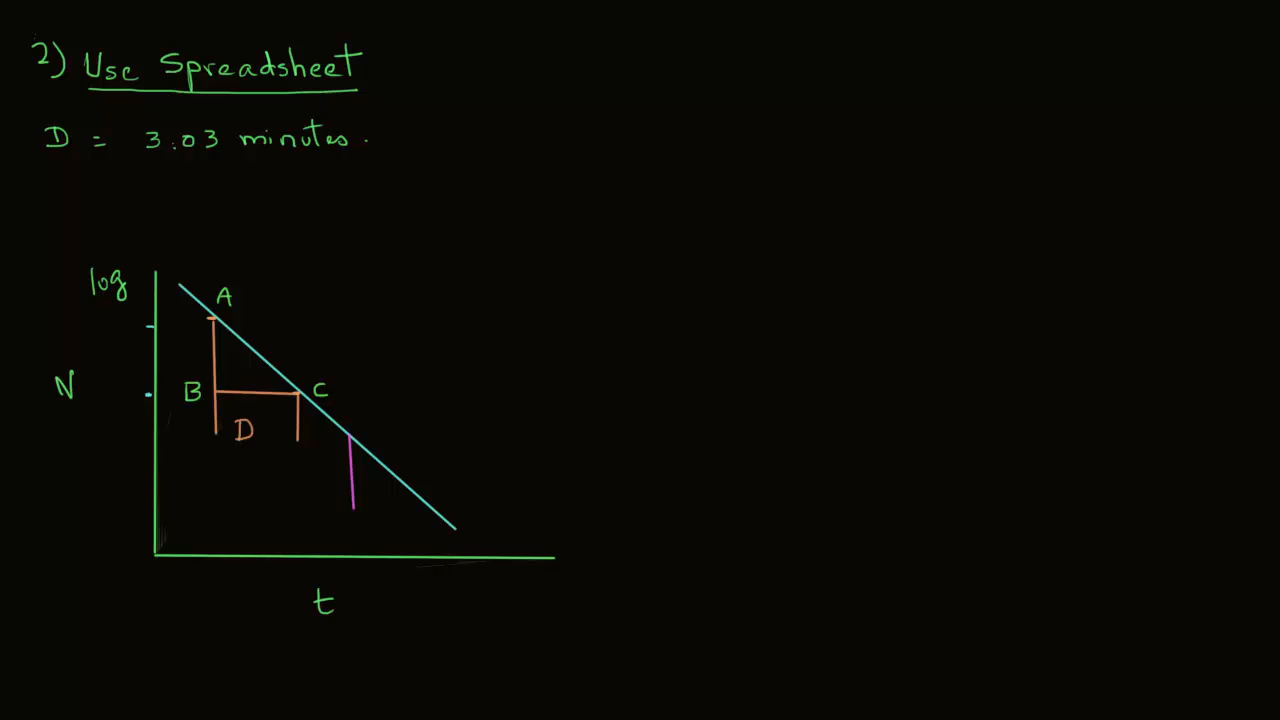 2) Use Spreadsheet
D = 3.03 minutes.
log
A
N
B
C
D
t